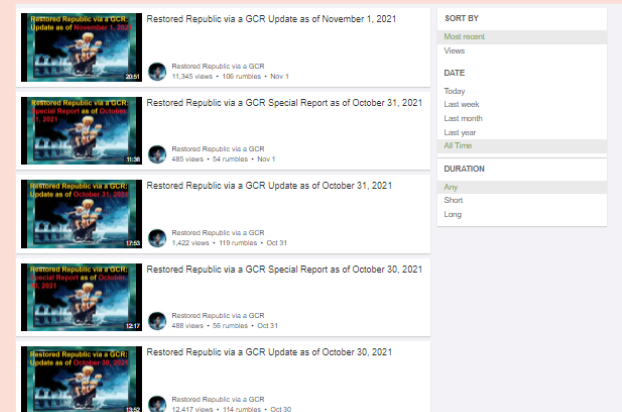 Restored Republic via a GCR:
Update as of November 1, 2021
20:51
Restored Republic via a GCR Update as of November 1, 2021
Restored Republic via a GCR
11,345 views • 106 rumbles • Nov 1
Restored Republic via a GCR:
Special Report as of October
31, 2021
11:36
Restored Republic via a GCR Special Report as of October 31, 2021
Restored Republic via a GCR
485 views • 54 rumbles • Nov 1
Restored Republic via a GCR:
Update as of October 31, 2021
17:53
Restored Republic via a GCR Update as of October 31, 2021
Restored Republic via a GCR
1,422 views • 119 rumbles • Oct 31
Restored Republic via a GCR:
Special Report as of October
30, 2021
12:17
Restored Republic via a GCR Special Report as of October 30, 2021
Restored Republic via a GCR
488 views • 56 rumbles • Oct 31
Restored Republic via a GCR:
Update as of October 30, 2021
13:52
Restored Republic via a GCR Update as of October 30, 2021
Restored Republic via a GCR
12,417 views • 114 rumbles • Oct 30
SORT BY
Most recent
Views
DATE
Today
Last week
Last month
Last year
All Time
DURATION
Any
Short
Long